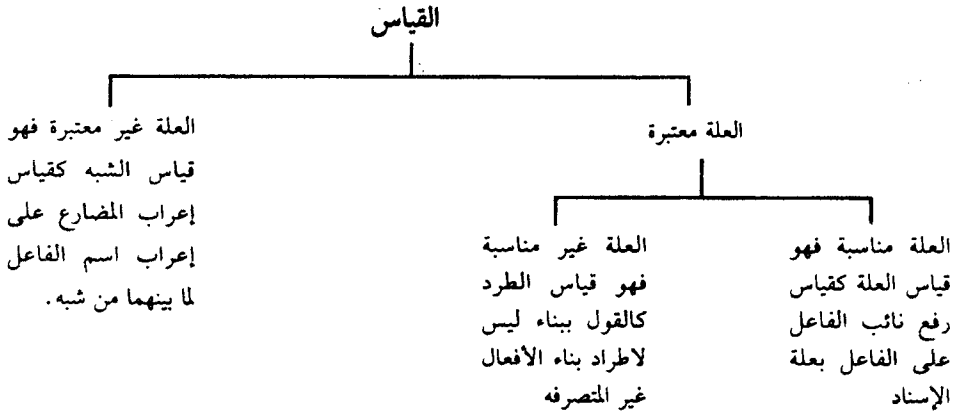 القياس
العلة معتبرة
العلة مناسبة فهو
قياس العلة كقياس
رفع نائب الفاعل
على الفاعل بعلة
الإسناد
العلة غير مناسبة
فهو قياس الطرد
كالقول ببناء ليس
لاطراد بناء الأفعال
غير المتصرفه
العلة غير معتبرة فهو
قياس الشبه كقياس
إعراب المضارع على
إعراب اسم الفاعل
لما بينهما من شبه.